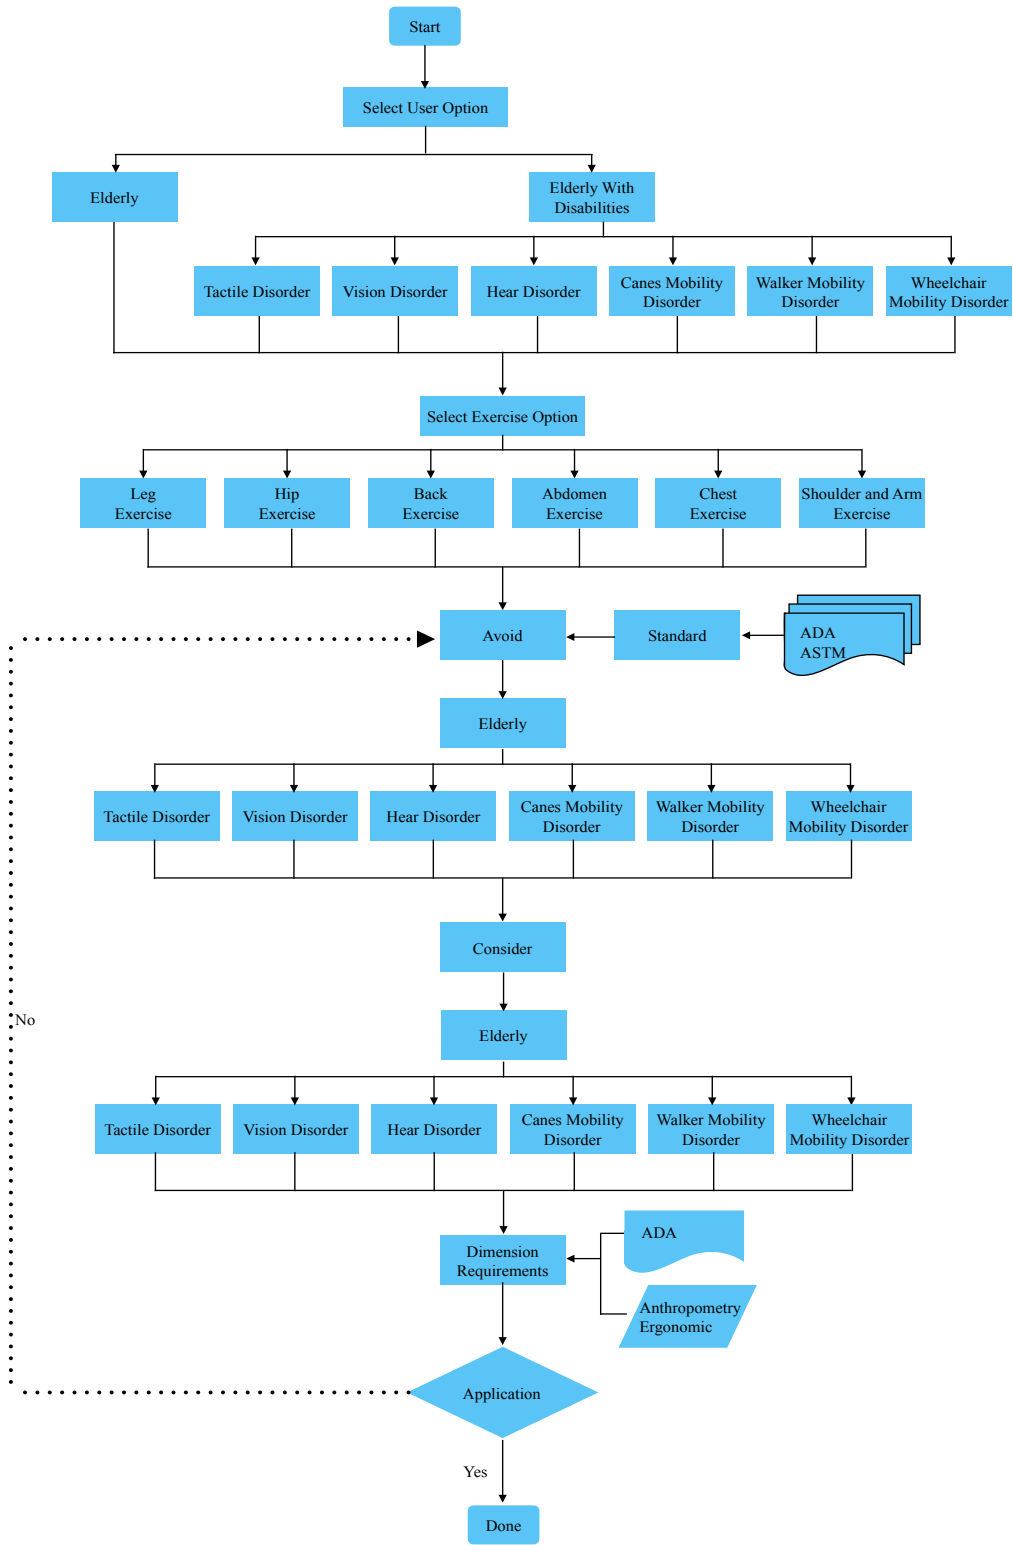 Start
Select User Option
Elderly
Elderly With
Disabilities
Tactile Disorder
Vision Disorder
Hear Disorder
Canes Mobility
Disorder
Walker Mobility
Disorder
Wheelchair
Mobility Disorder
Select Exercise Option
Leg
Exercise
Hip
Exercise
Back
Exercise
Abdomen
Exercise
Chest
Exercise
Shoulder and Arm
Exercise
Avoid
Standard
ADA
ASTM
Elderly
Tactile Disorder
Vision Disorder
Hear Disorder
Canes Mobility
Disorder
Walker Mobility
Disorder
Wheelchair
Mobility Disorder
Consider
No
Elderly
Tactile Disorder
Vision Disorder
Hear Disorder
Canes Mobility
Disorder
Walker Mobility
Disorder
Wheelchair
Mobility Disorder
Dimension
Requirements
ADA
Anthropometry
Ergonomic
Application
Yes
Done